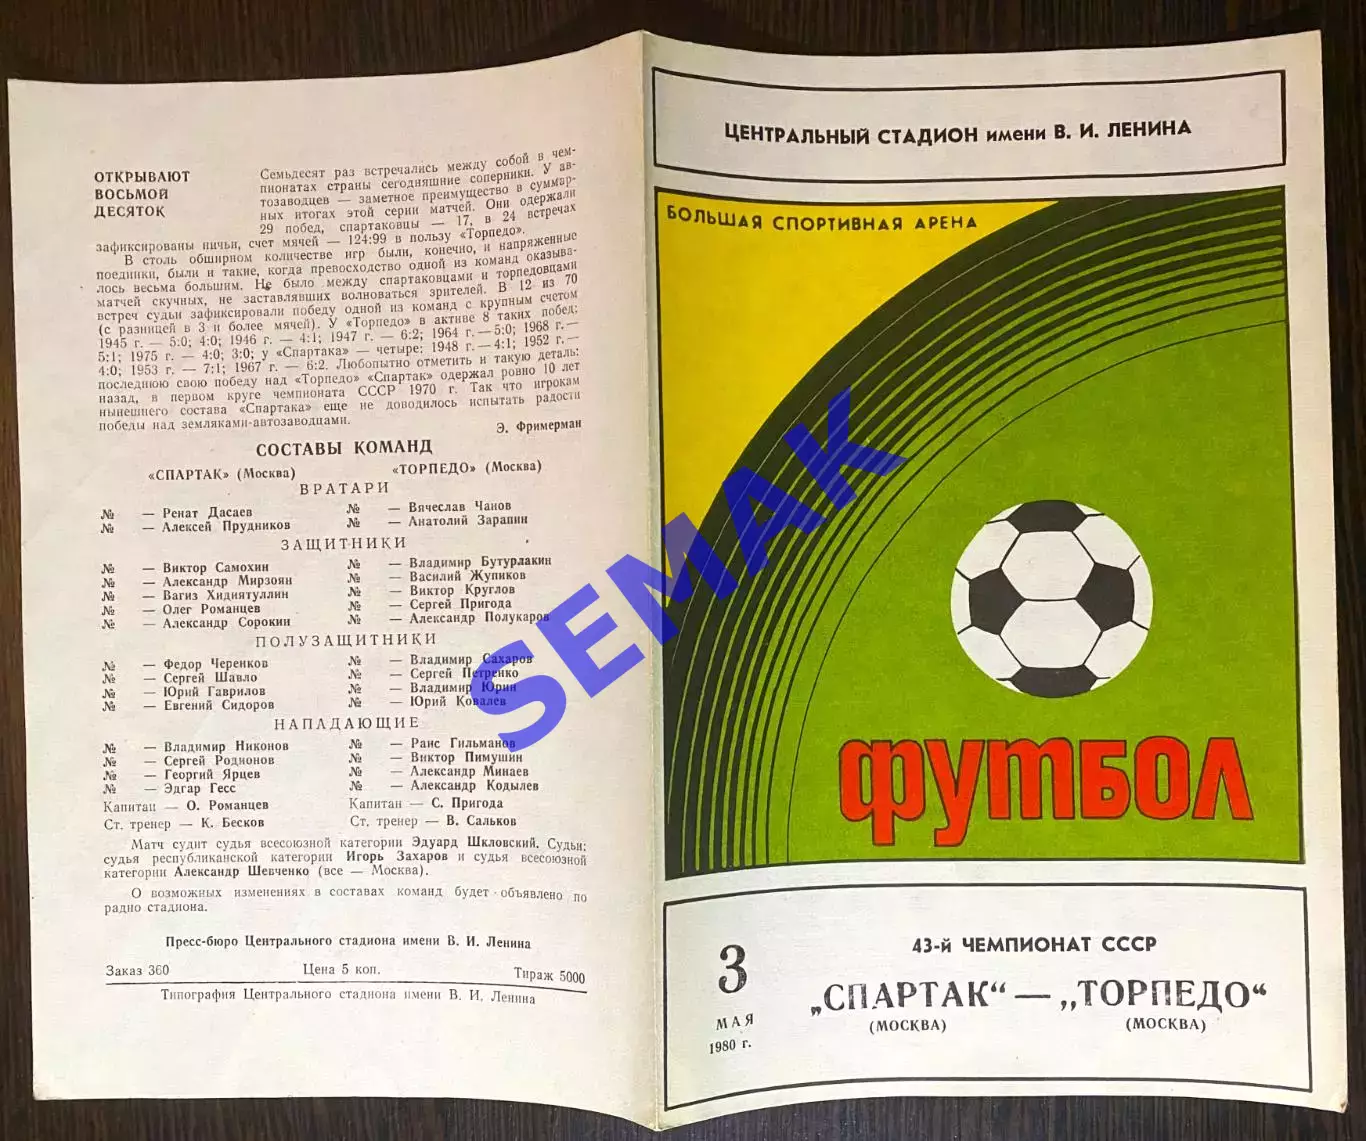 ОТКРЫВАЮТ
ВОСЬМОЙ
ДЕСЯТОК
Семьдесят раз встречались между собой в чем-
пионатах страны сегодняшние соперники. У ав-
тозаводцев — заметное преимущество в суммар-
ных итогах этой серии матчей. Они одержали
29 побед, спартаковцы — 17, в 24 встречах
зафиксированы ничьи, счет мячей — 124:99 в пользу «Торпедо».
В столь обширном количестве игр были, конечно, и напряженные
поединки, были и такие, когда превосходство одной из команд оказыва-
лось весьма большим. Не было между спартаковцами и торпедовцами
матчей скучных, не заставлявших волноваться зрителей. В 12 из 70
встреч судьи зафиксировали победу одной из команд с крупным счетом
(с разницей в 3 и более мячей). У «Торпедо» в активе 8 таких побед:
1945 г. — 5:0; 4:0; 1946 г. — 4:1; 1947 г. — 6:2; 1964 г. — 5:0; 1968 г. —
5:1; 1975 г. — 4:0; 3:0; у «Спартака» — четыре: 1948 г. — 4:1; 1952 г. —
4:0; 1953 г. — 7:1; 1967 г. — 6:2. Любопытно отметить и такую деталь:
последнюю свою победу над «Торпедо» «Спартак» одержал ровно 10 лет
назад, в первом круге чемпионата СССР 1970 г. Так что игрокам
нынешнего состава «Спартака» еще не доводилось испытать радости
победы над земляками-автозаводцами.
Э. Фримерман
СОСТАВЫ КОМАНД
«СПАРТАК» (Москва) «ТОРПЕДО» (Москва)
ВРАТАРИ
№ — Ренат Дасаев № — Вячеслав Чанов
№ — Алексей Прудников № — Анатолий Зарапин
ЗАЩИТНИКИ
№ — Виктор Самохин № — Владимир Бутурлакин
№ — Александр Мирзоян № — Василий Жупиков
№ — Вагиз Хидиятуллин № — Виктор Круглов
№ — Олег Романцев № — Сергей Пригода
№ — Александр Сорокин № — Александр Полукаров
ПОЛУЗАЩИТНИКИ
№ — Федор Черенков № — Владимир Сахаров
№ — Сергей Шавло № — Сергей Петренко
№ — Юрий Гаврилов № — Владимир Юрин
№ — Евгений Сидоров № — Юрий Ковалев
НАПАДАЮЩИЕ
№ — Владимир Никонов № — Раис Гильманов
№ — Сергей Родионов № — Виктор Пимушин
№ — Георгий Ярцев № — Александр Минаев
№ — Эдгар Гесс № — Александр Кодылев
Капитан — О. Романцев Капитан — С. Пригода
Ст. тренер — К. Бесков Ст. тренер — В. Сальков
Матч судит судья всесоюзной категории Эдуард Шкловский. Судьи:
судья республиканской категории Игорь Захаров и судья всесоюзной
категории Александр Шевченко (все — Москва).
О возможных изменениях в составах команд будет объявлено по
радио стадиона.
Пресс-бюро Центрального стадиона имени В. И. Ленина
Заказ 360 Цена 5 коп. Тираж 5000
Типография Центрального стадиона имени В. И. Ленина
ЦЕНТРАЛЬНЫЙ СТАДИОН имени В. И. ЛЕНИНА
БОЛЬШАЯ СПОРТИВНАЯ АРЕНА
ФУТБОЛ
3
МАЯ
1980 г.
43-й ЧЕМПИОНАТ СССР
„СПАРТАК“ — „ТОРПЕДО“
(МОСКВА) (МОСКВА)
SEMAK